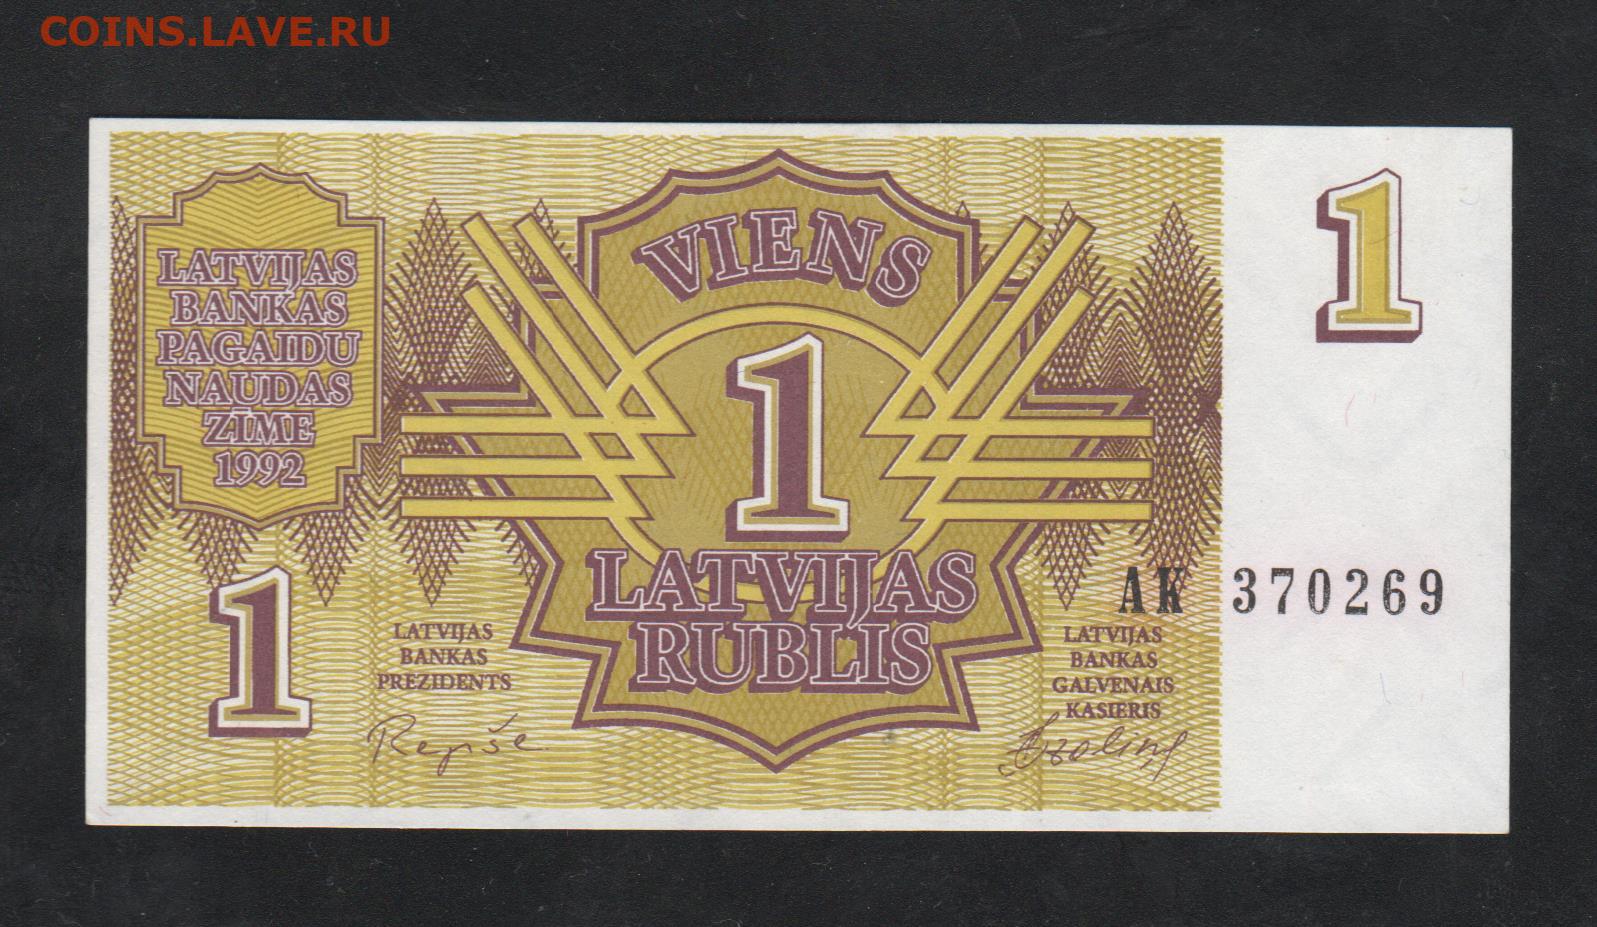 COINS.LAVE.RU
LATVIJAS
BANKAS
PAGAIDU
NAUDAS
ZĪME
1992
VIENS
1
LATVIJAS
RUBLIS
1
1
AK 370269
LATVIJAS
BANKAS
PREZIDENTS
Repše
LATVIJAS
BANKAS
GALVENAIS
KASIERIS